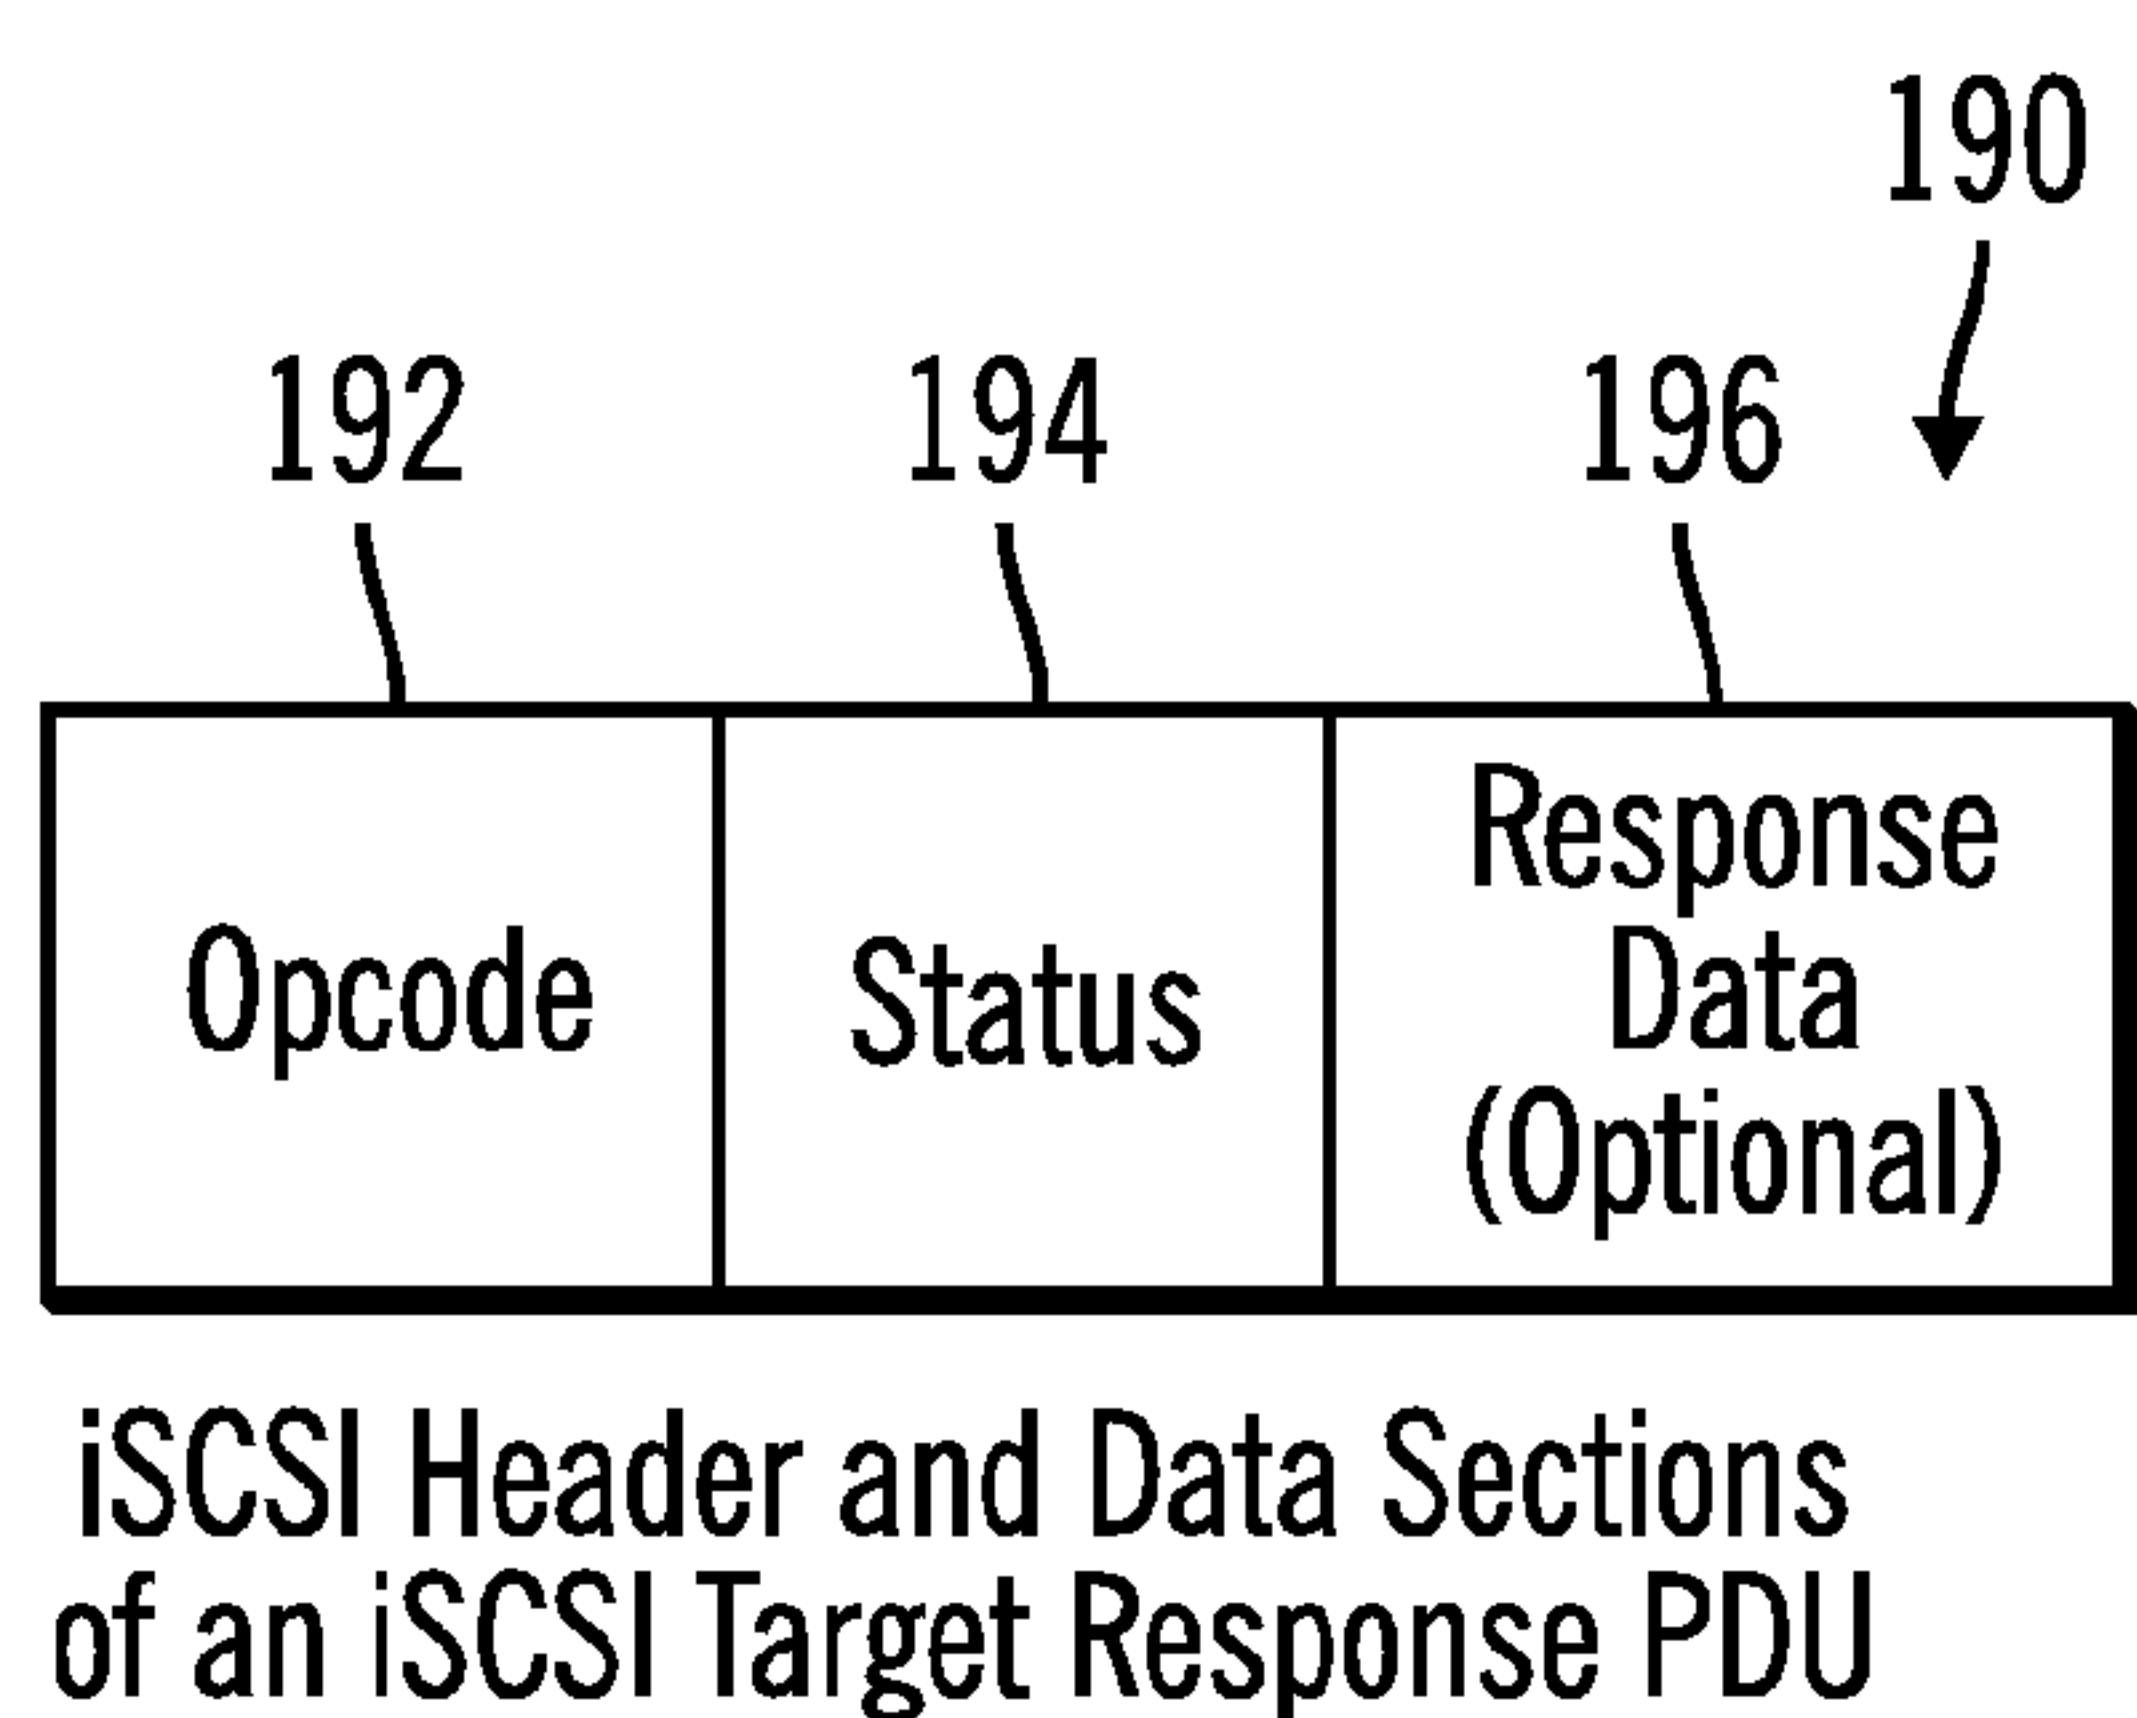 190
192 194 196
Opcode
Status
Response
Data
(Optional)
iSCSI Header and Data Sections
of an iSCSI Target Response PDU